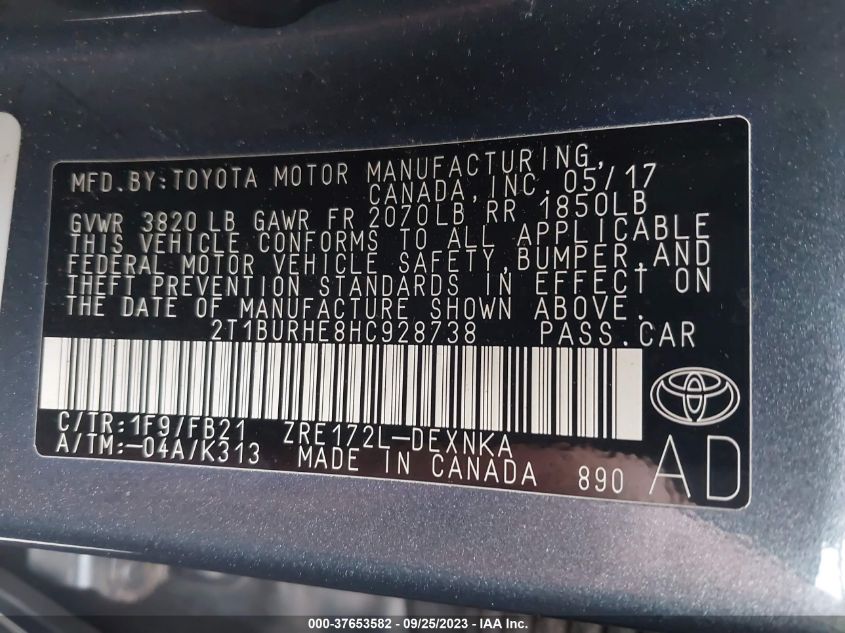 MFD.BY:TOYOTA MOTOR MANUFACTURING,
CANADA, INC. 05/17
GVWR 3820 LB GAWR FR 2070LB RR 1850LB
THIS VEHICLE CONFORMS TO ALL APPLICABLE
FEDERAL MOTOR VEHICLE SAFETY, BUMPER, AND
THEFT PREVENTION STANDARDS IN EFFECT ON
THE DATE OF MANUFACTURE SHOWN ABOVE.
2T1BURHE8HC928738 PASS.CAR
C/TR:1F9/FB21 ZRE172L-DEXNKA
A/TM:-04A/K313 MADE IN CANADA 890
AD
000-37653582 - 09/25/2023 - IAA Inc.